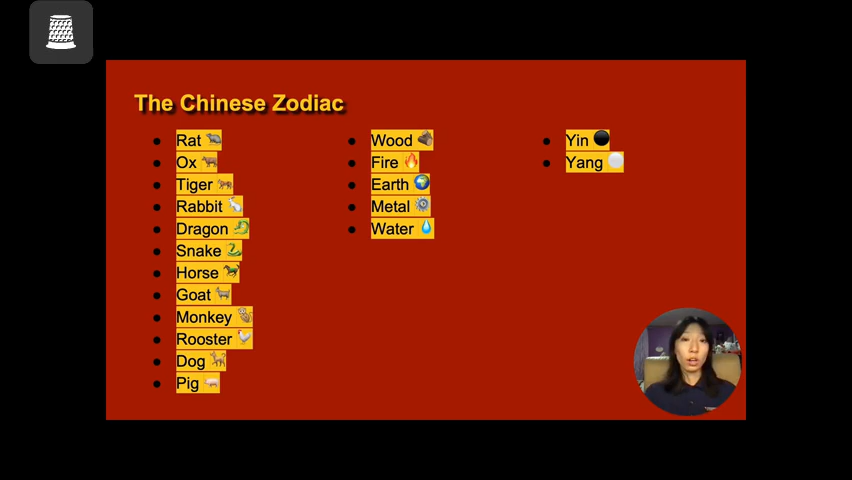 The Chinese Zodiac
Rat
Ox
Tiger
Rabbit
Dragon
Snake
Horse
Goat
Monkey
Rooster
Dog
Pig
Wood
Fire
Earth
Metal
Water
Yin
Yang